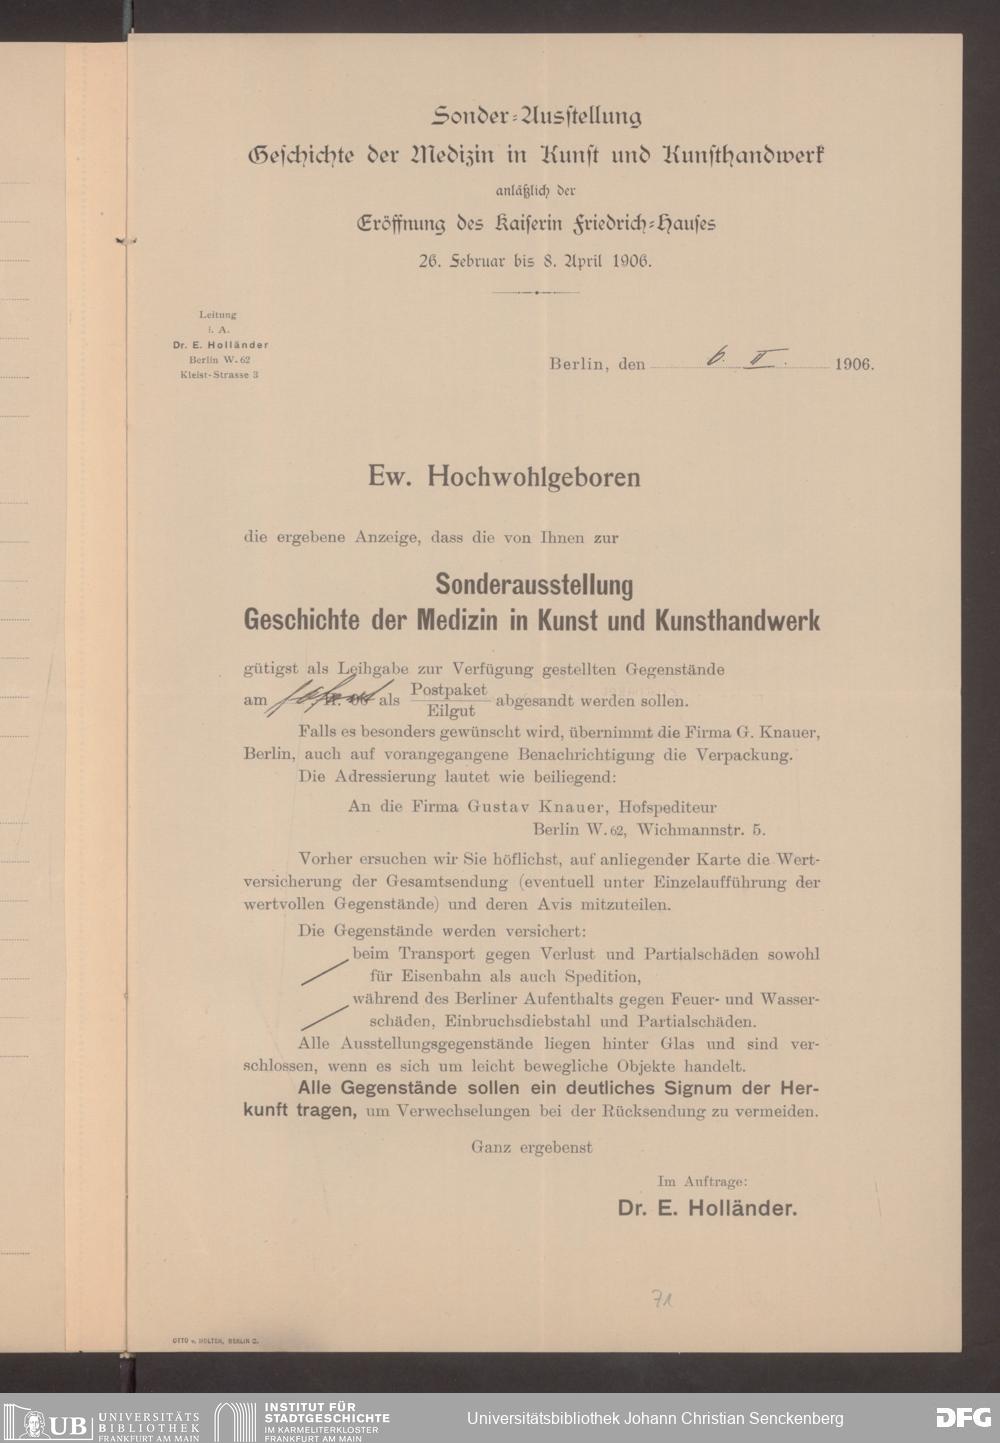 Sonder-Ausstellung
Geschichte der Medizin in Kunst und Kunsthandwerk
anläßlich der
Eröffnung des Kaiserin Friedrich-Hauses
26. Februar bis 8. April 1906.
Leitung
i. A.
Dr. E. Holländer
Berlin W. 62
Kleist-Strasse 3
Berlin, den 6. II. 1906.
Ew. Hochwohlgeboren
die ergebene Anzeige, dass die von Ihnen zur
Sonderausstellung
Geschichte der Medizin in Kunst und Kunsthandwerk
gütigst als Leihgabe zur Verfügung gestellten Gegenstände
am sofort als Postpaket
Eilgut abgesandt werden sollen.
Falls es besonders gewünscht wird, übernimmt die Firma G. Knauer,
Berlin, auch auf vorangegangene Benachrichtigung die Verpackung.
Die Adressierung lautet wie beiliegend:
An die Firma Gustav Knauer, Hofspediteur
Berlin W. 62, Wichmannstr. 5.
Vorher ersuchen wir Sie höflichst, auf anliegender Karte die Wert-
versicherung der Gesamtsendung (eventuell unter Einzelaufführung der
wertvollen Gegenstände) und deren Avis mitzuteilen.
Die Gegenstände werden versichert:
beim Transport gegen Verlust und Partialschäden sowohl
für Eisenbahn als auch Spedition,
während des Berliner Aufenthalts gegen Feuer- und Wasser-
schäden, Einbruchsdiebstahl und Partialschäden.
Alle Ausstellungsgegenstände liegen hinter Glas und sind ver-
schlossen, wenn es sich um leicht bewegliche Objekte handelt.
Alle Gegenstände sollen ein deutliches Signum der Her-
kunft tragen, um Verwechselungen bei der Rücksendung zu vermeiden.
Ganz ergebenst
Im Auftrage:
Dr. E. Holländer.
71
OTTO v. HOLTEN, BERLIN C.
UB UNIVERSITÄTS
BIBLIOTHEK
FRANKFURT AM MAIN
INSTITUT FÜR
STADTGESCHICHTE
IM KARMELITERKLOSTER
FRANKFURT AM MAIN
Universitätsbibliothek Johann Christian Senckenberg
DFG